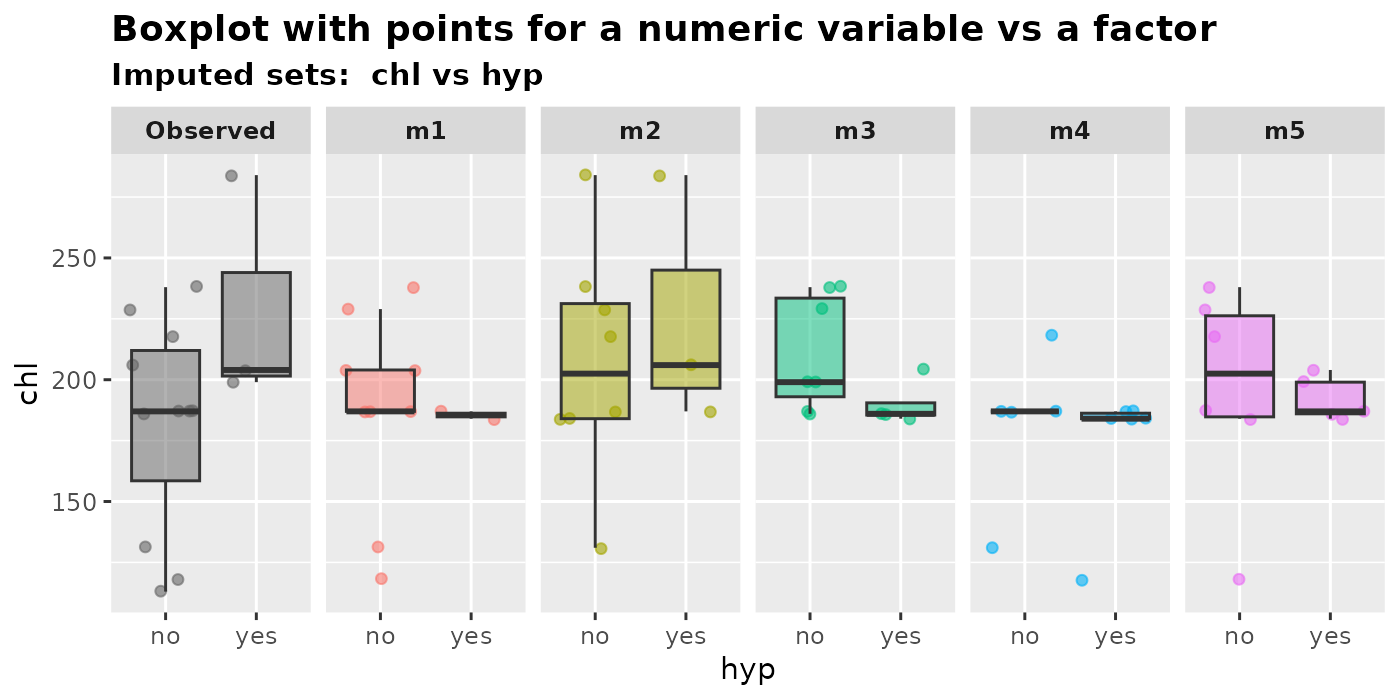 Boxplot with points for a numeric variable vs a factor
Imputed sets:  chl vs hyp
Observed m1 m2 m3 m4 m5
250
200
150
chl
no yes no yes no yes no yes no yes no yes
hyp